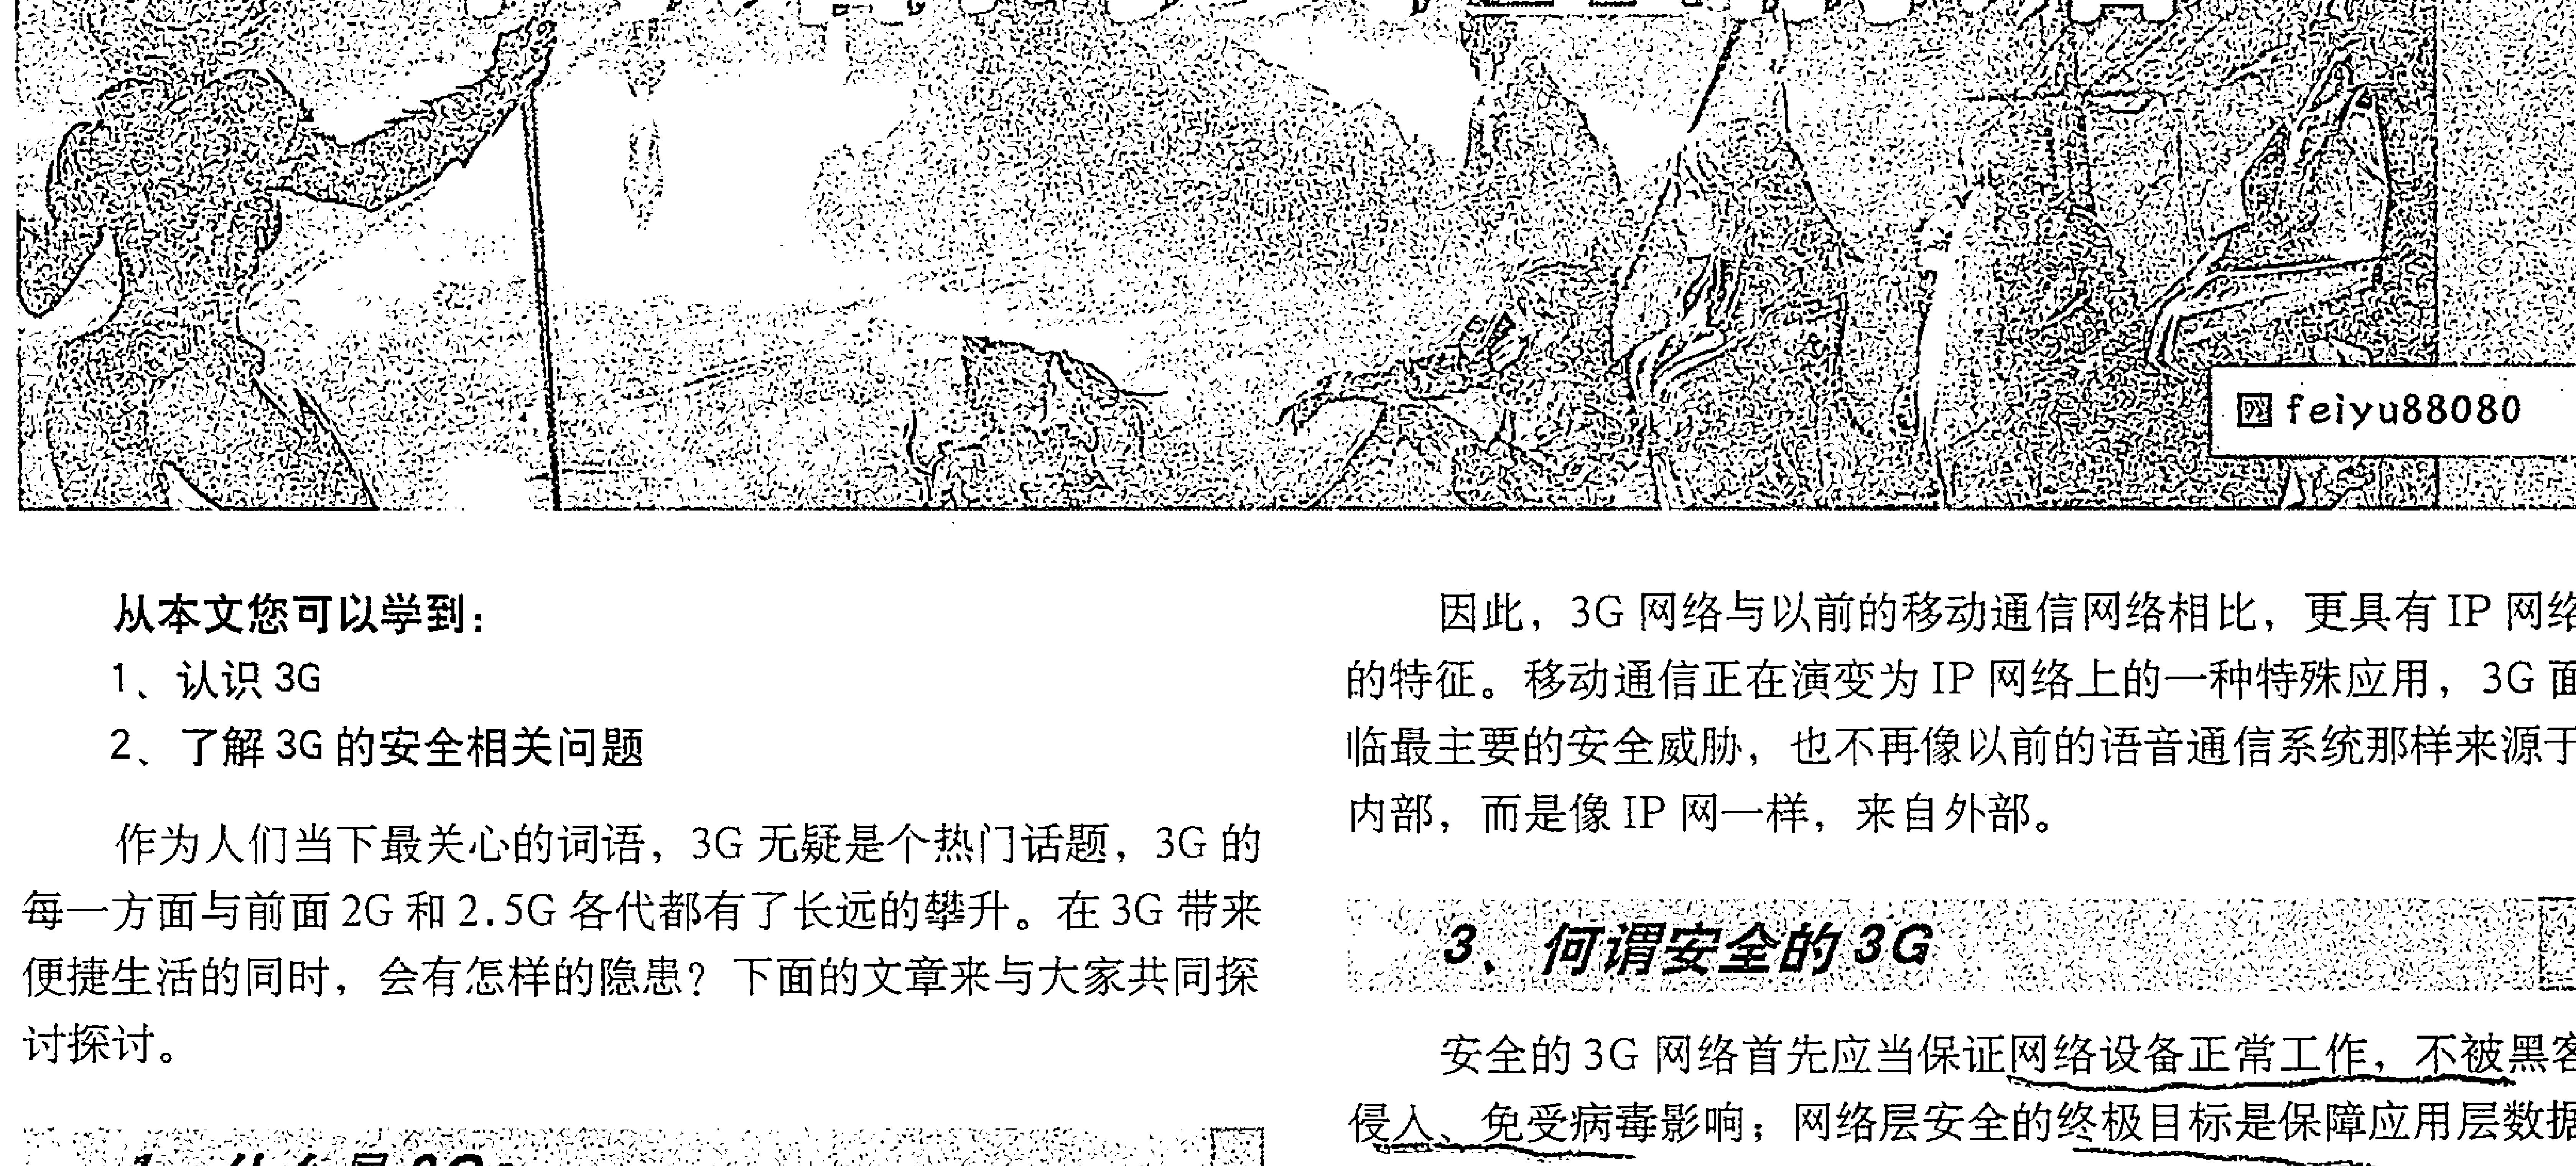 图 feiyu88080
从本文您可以学到：
1、认识 3G
2、了解 3G 的安全相关问题
作为人们当下最关心的词语，3G 无疑是个热门话题，3G 的
每一方面与前面 2G 和 2.5G 各代都有了长远的攀升。在 3G 带来
便捷生活的同时，会有怎样的隐患？下面的文章来与大家共同探
讨探讨。
因此，3G 网络与以前的移动通信网络相比，更具有 IP 网络
的特征。移动通信正在演变为 IP 网络上的一种特殊应用，3G 面
临最主要的安全威胁，也不再像以前的语音通信系统那样来源于
内部，而是像 IP 网一样，来自外部。
3、何谓安全的 3G
安全的 3G 网络首先应当保证网络设备正常工作，不被黑客
侵入、免受病毒影响；网络层安全的终极目标是保障应用层数据